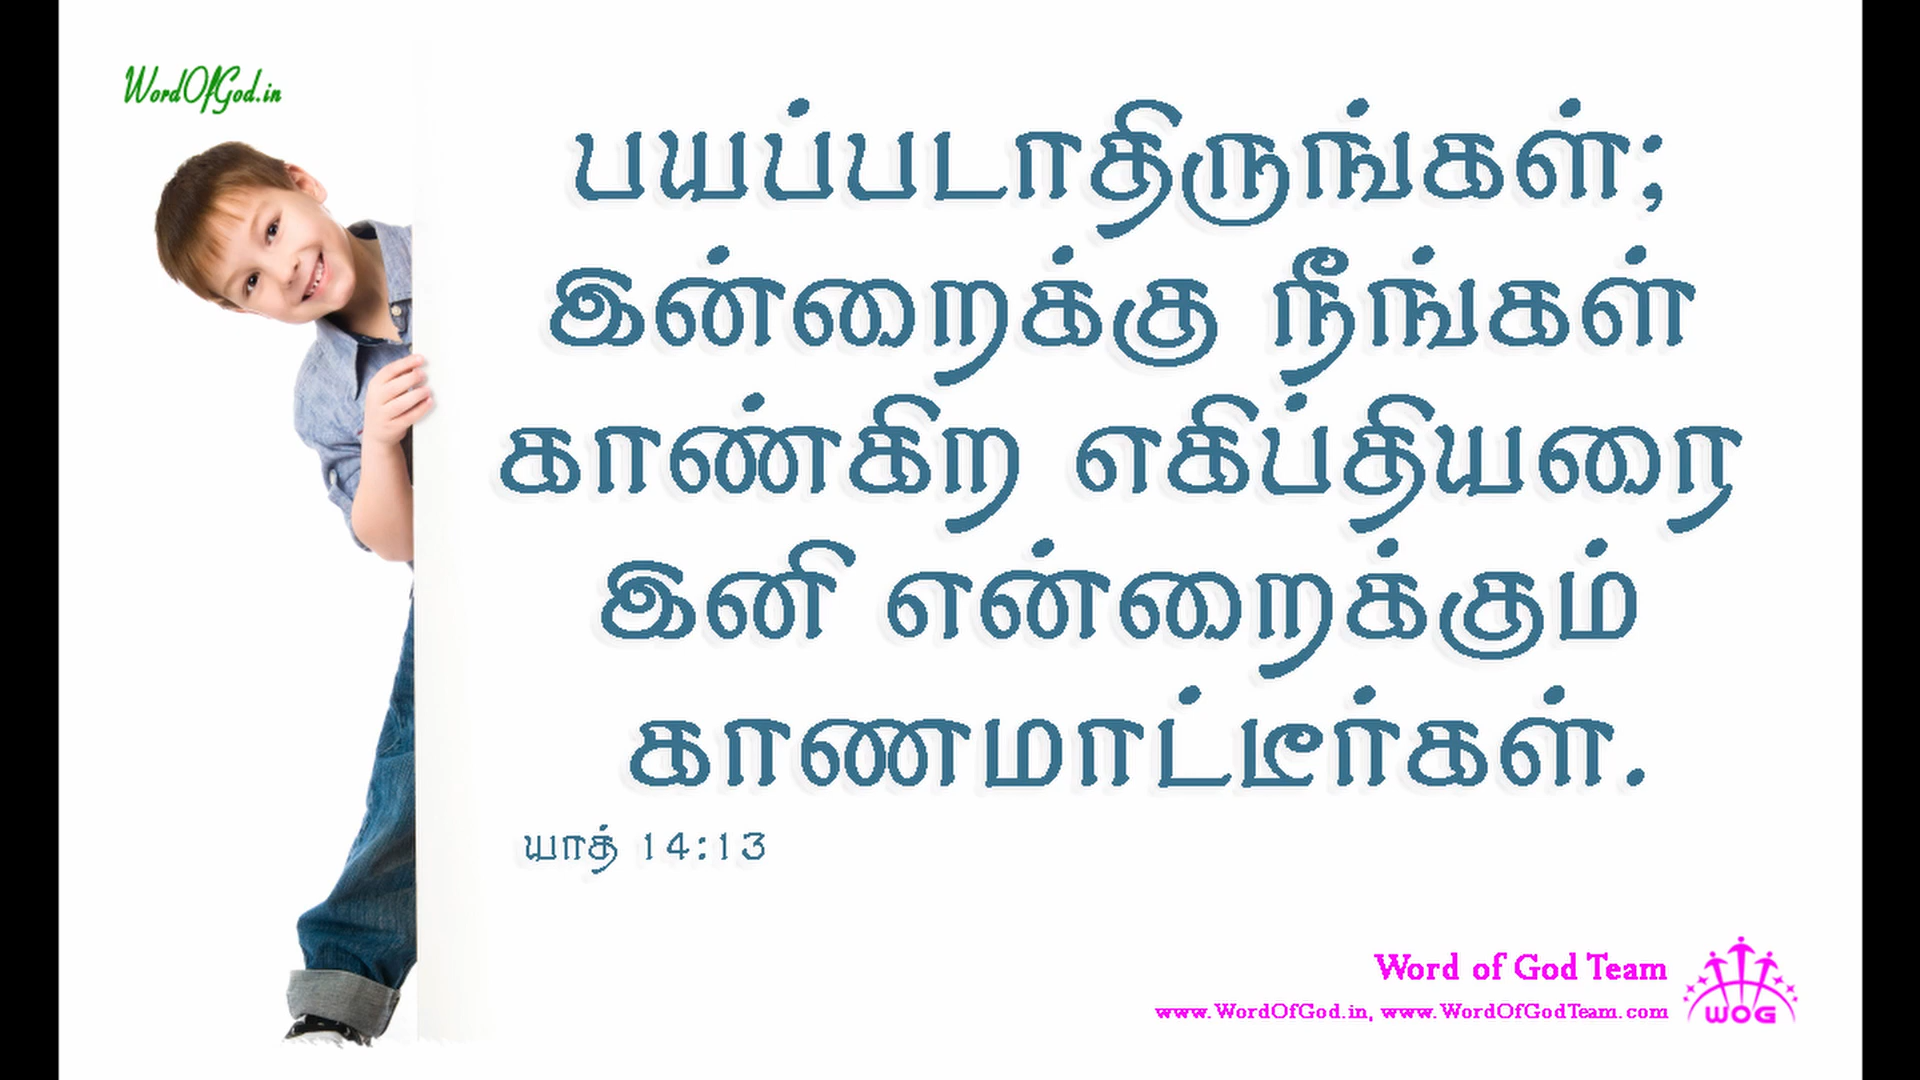 WordOfGod.in
பயப்படாதிருங்கள்;
இன்றைக்கு நீங்கள்
காண்கிற எகிப்தியரை
இனி என்றைக்கும்
காணமாட்டீர்கள்.
யாத் 14:13
Word of God Team
www.WordOfGod.in, www.WordOfGodTeam.com
WOG